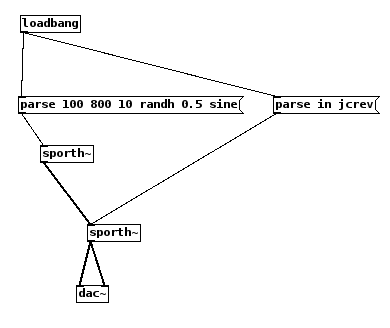 loadbang
parse 100 800 10 randh 0.5 sine
parse in jcrev
sporth~
sporth~
dac~